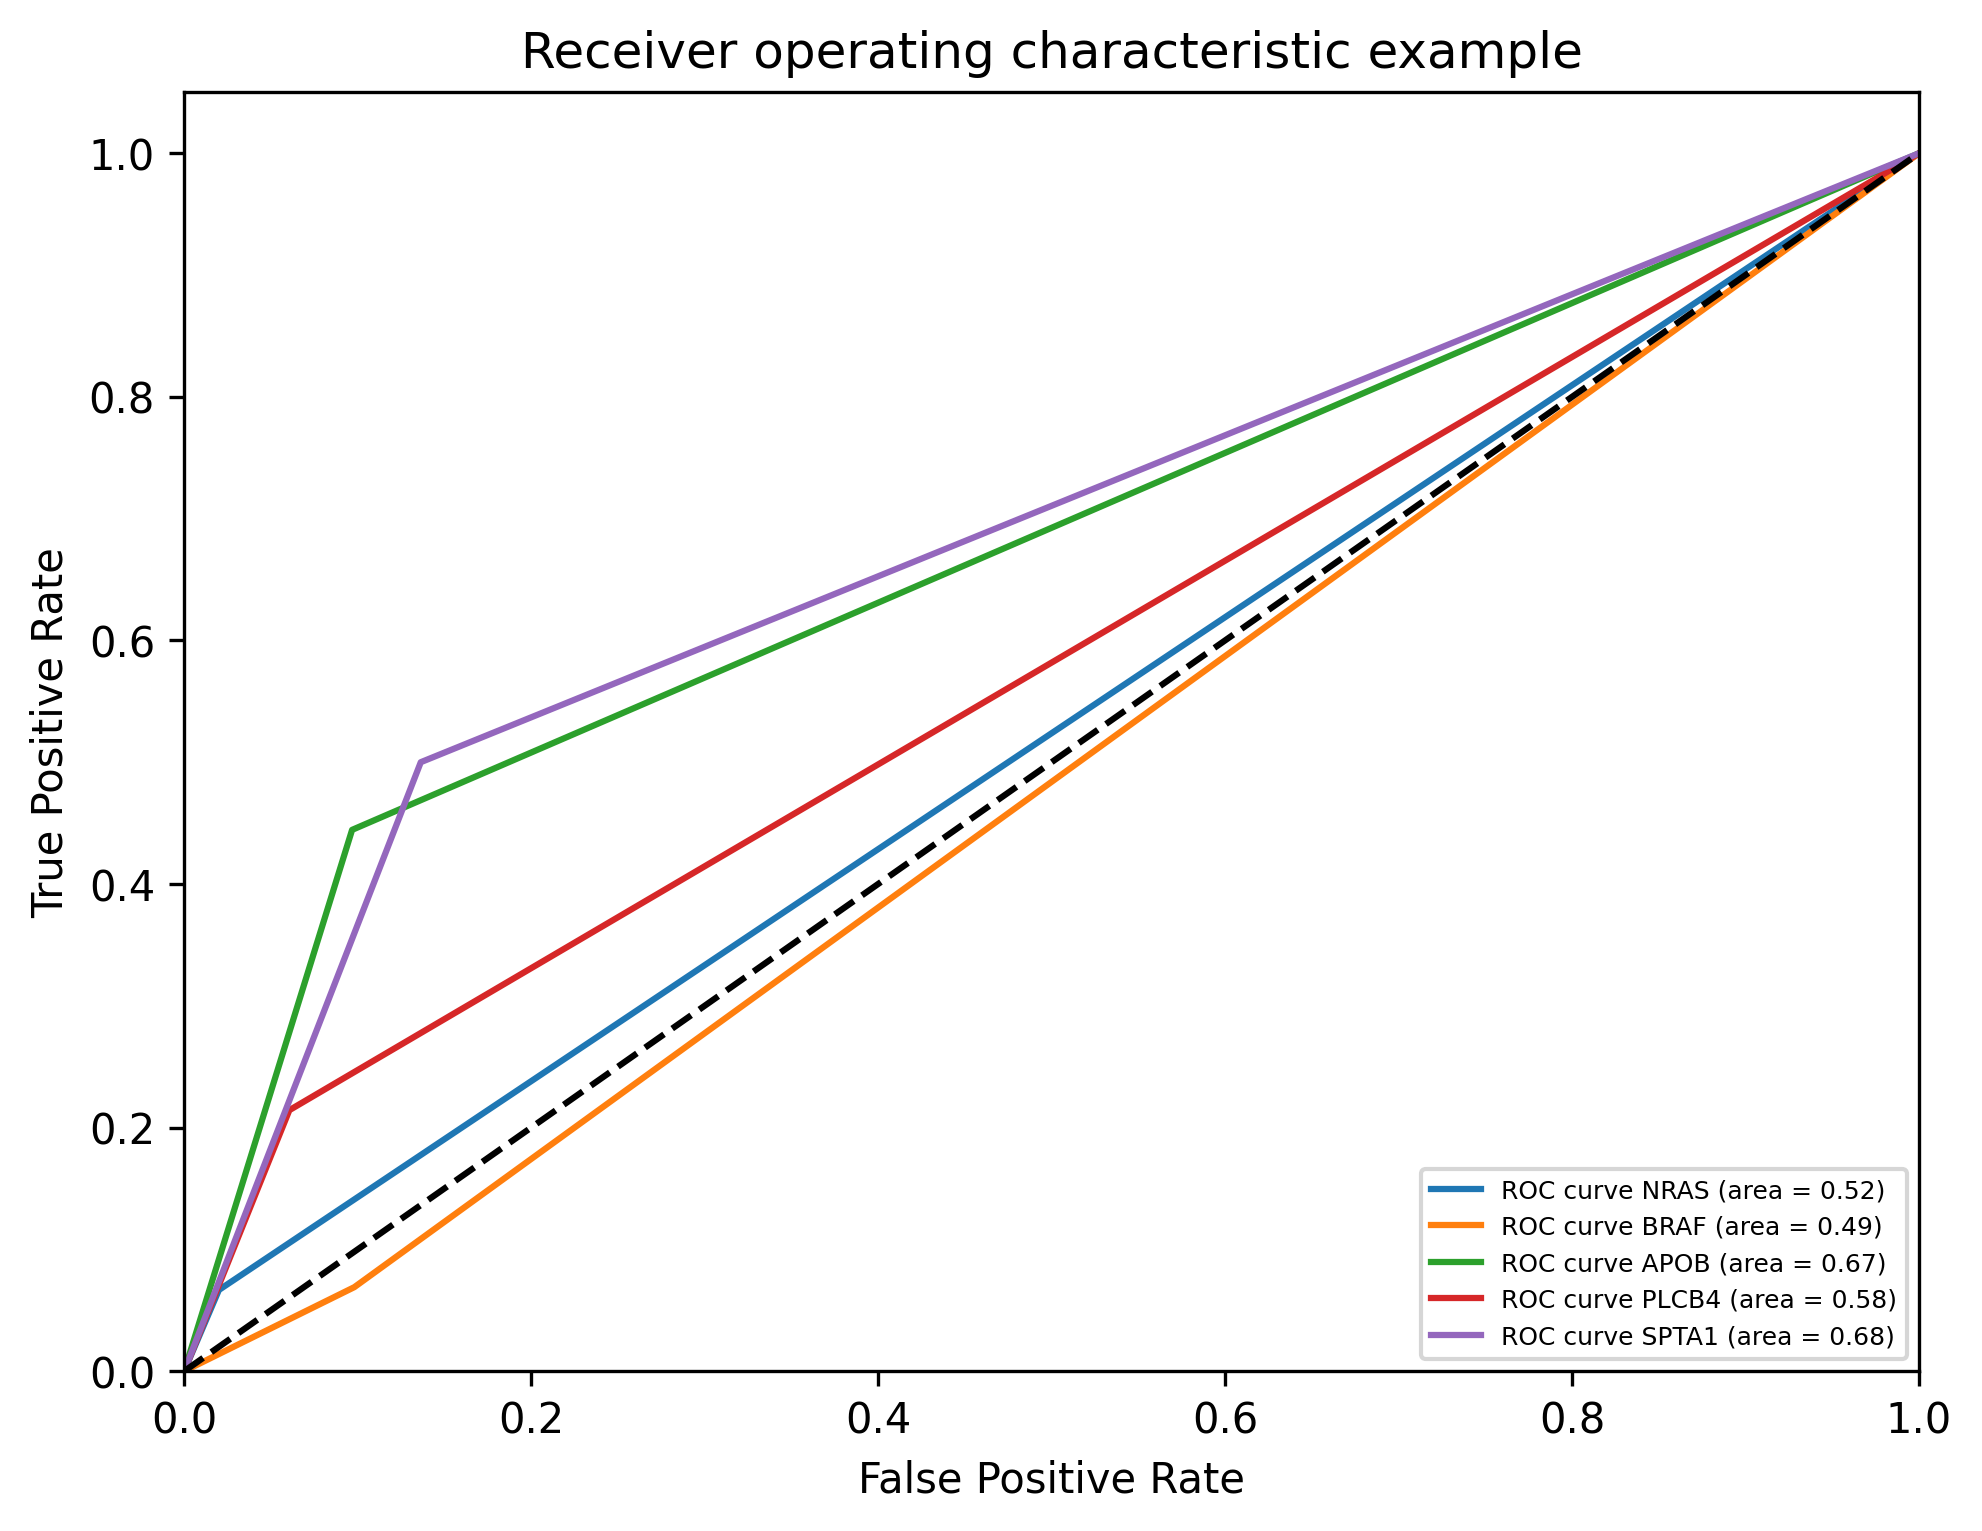 Receiver operating characteristic example
1.0
0.8
0.6
0.4
0.2
0.0
True Positive Rate
0.0 0.2 0.4 0.6 0.8 1.0
False Positive Rate
ROC curve NRAS (area = 0.52)
ROC curve BRAF (area = 0.49)
ROC curve APOB (area = 0.67)
ROC curve PLCB4 (area = 0.58)
ROC curve SPTA1 (area = 0.68)